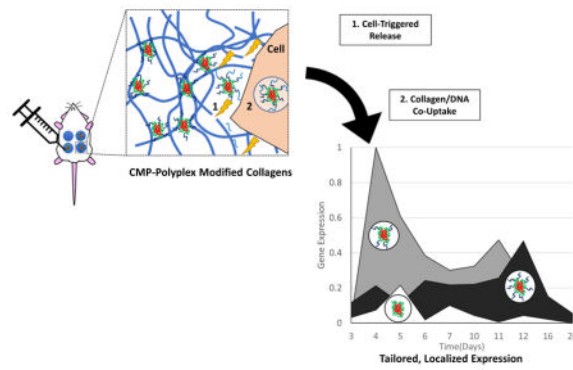 Cell
1
2
CMP-Polyplex Modified Collagens
1. Cell-Triggered
Release
2. Collagen/DNA
Co-Uptake
Gene Expression
1
0.8
0.6
0.4
0.2
0
3 4 5 6 7 10 11 12 16
Time(Days)
Tailored, Localized Expression